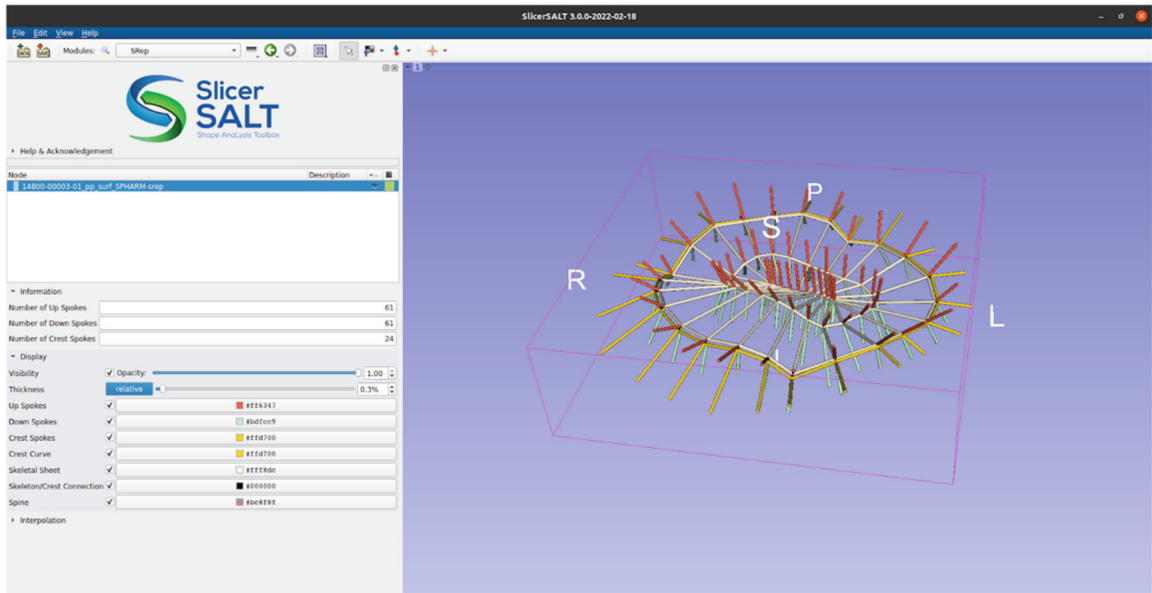 SlicerSALT 3.0.0-2022-02-18
File Edit View Help
DATA SAVE Modules: SRep
1
Slicer
SALT
Shape AnaLysis Toolbox
Help & Acknowledgement
Node Description
14800-00003-01_pp_surf_SPHARM-srep
Information
Number of Up Spokes 61
Number of Down Spokes 61
Number of Crest Spokes 24
Display
Visibility Opacity: 1.00
Thickness relative 0.3%
Up Spokes #ff6347
Down Spokes #bdfcc9
Crest Spokes #ffd700
Crest Curve #ffd700
Skeletal Sheet #fff8dc
Skeleton/Crest Connection #000000
Spine #bc8f8f
Interpolation
P
S
R
L
I